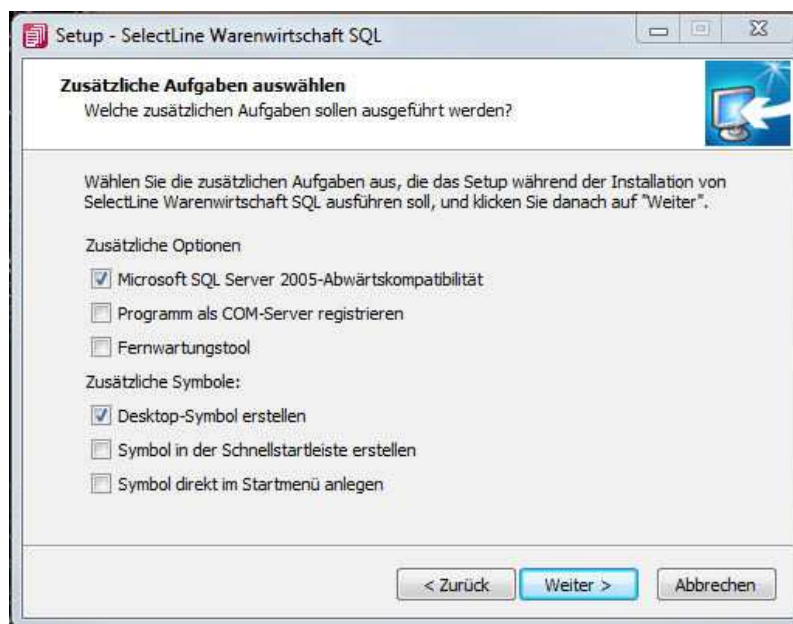 Setup - SelectLine Warenwirtschaft SQL
Zusätzliche Aufgaben auswählen
Welche zusätzlichen Aufgaben sollen ausgeführt werden?
Wählen Sie die zusätzlichen Aufgaben aus, die das Setup während der Installation von
SelectLine Warenwirtschaft SQL ausführen soll, und klicken Sie danach auf "Weiter".
Zusätzliche Optionen
Microsoft SQL Server 2005-Abwärtskompatibilität
Programm als COM-Server registrieren
Fernwartungstool
Zusätzliche Symbole:
Desktop-Symbol erstellen
Symbol in der Schnellstartleiste erstellen
Symbol direkt im Startmenü anlegen
< Zurück Weiter > Abbrechen